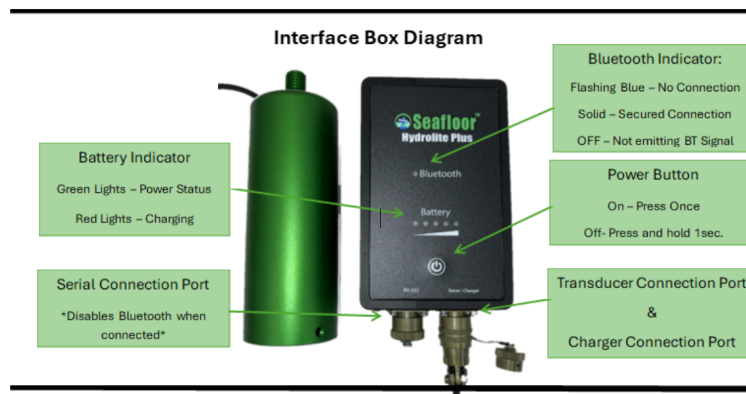 Interface Box Diagram
Bluetooth Indicator:
Flashing Blue – No Connection
Solid – Secured Connection
OFF – Not emitting BT Signal
Seafloor™
Hydrolite Plus
Bluetooth
Battery Indicator
Green Lights – Power Status
Red Lights – Charging
Battery
Power Button
On – Press Once
Off- Press and hold 1sec.
Serial Connection Port
*Disables Bluetooth when
connected*
RS-232
Serial / Charger
Transducer Connection Port
&
Charger Connection Port